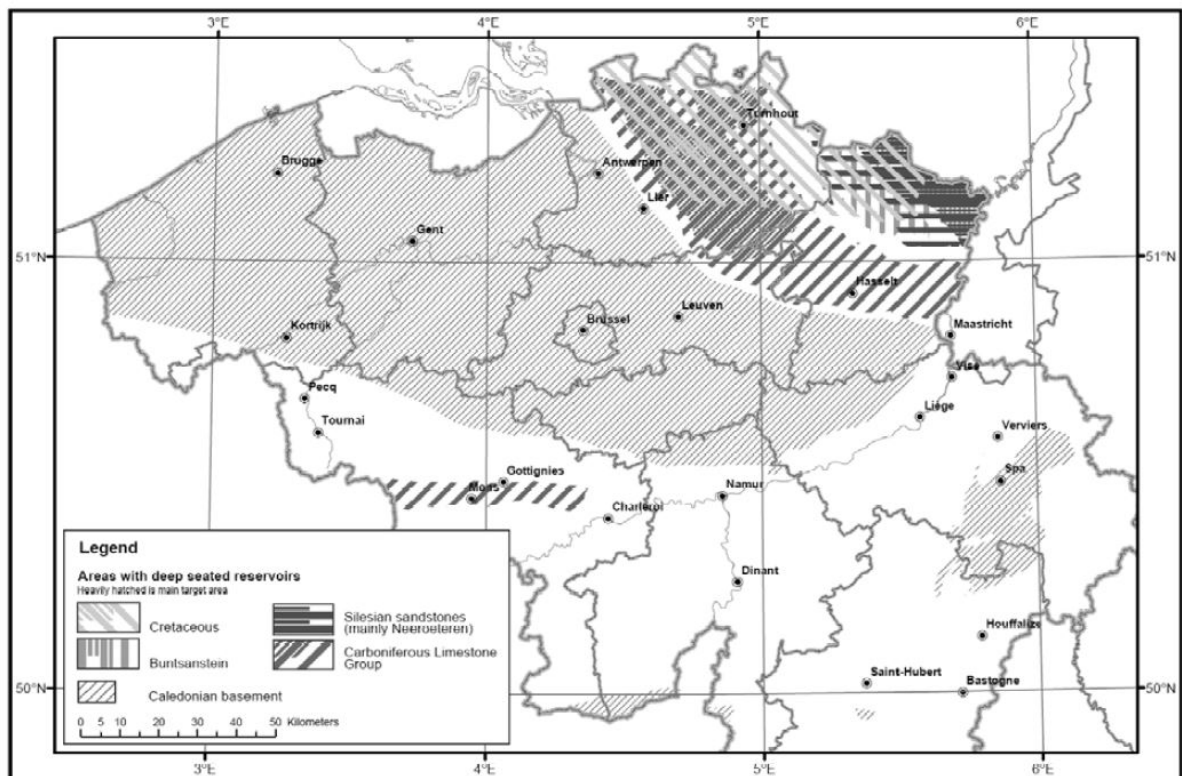 3°E 4°E 5°E 6°E
Turnhout
Brugge
Antwerpen
Lier
Gent
51°N 51°N
Hasselt
Leuven
Kortrijk
Brussel
Maastricht
Vise
Pecq
Liège
Tournai
Verviers
Spa
Gottignies
Mons
Namur
Charleroi
Dinant
Houffalize
Saint-Hubert
Bastogne
50°N 50°N
Legend
Areas with deep seated reservoirs
Heavily hatched is main target area
Cretaceous
Silesian sandstones
(mainly Neeroeteren)
Buntsanstein
Carboniferous Limestone
Group
Caledonian basement
0 5 10 20 30 40 50 Kilometers
3°E 4°E 5°E 6°E